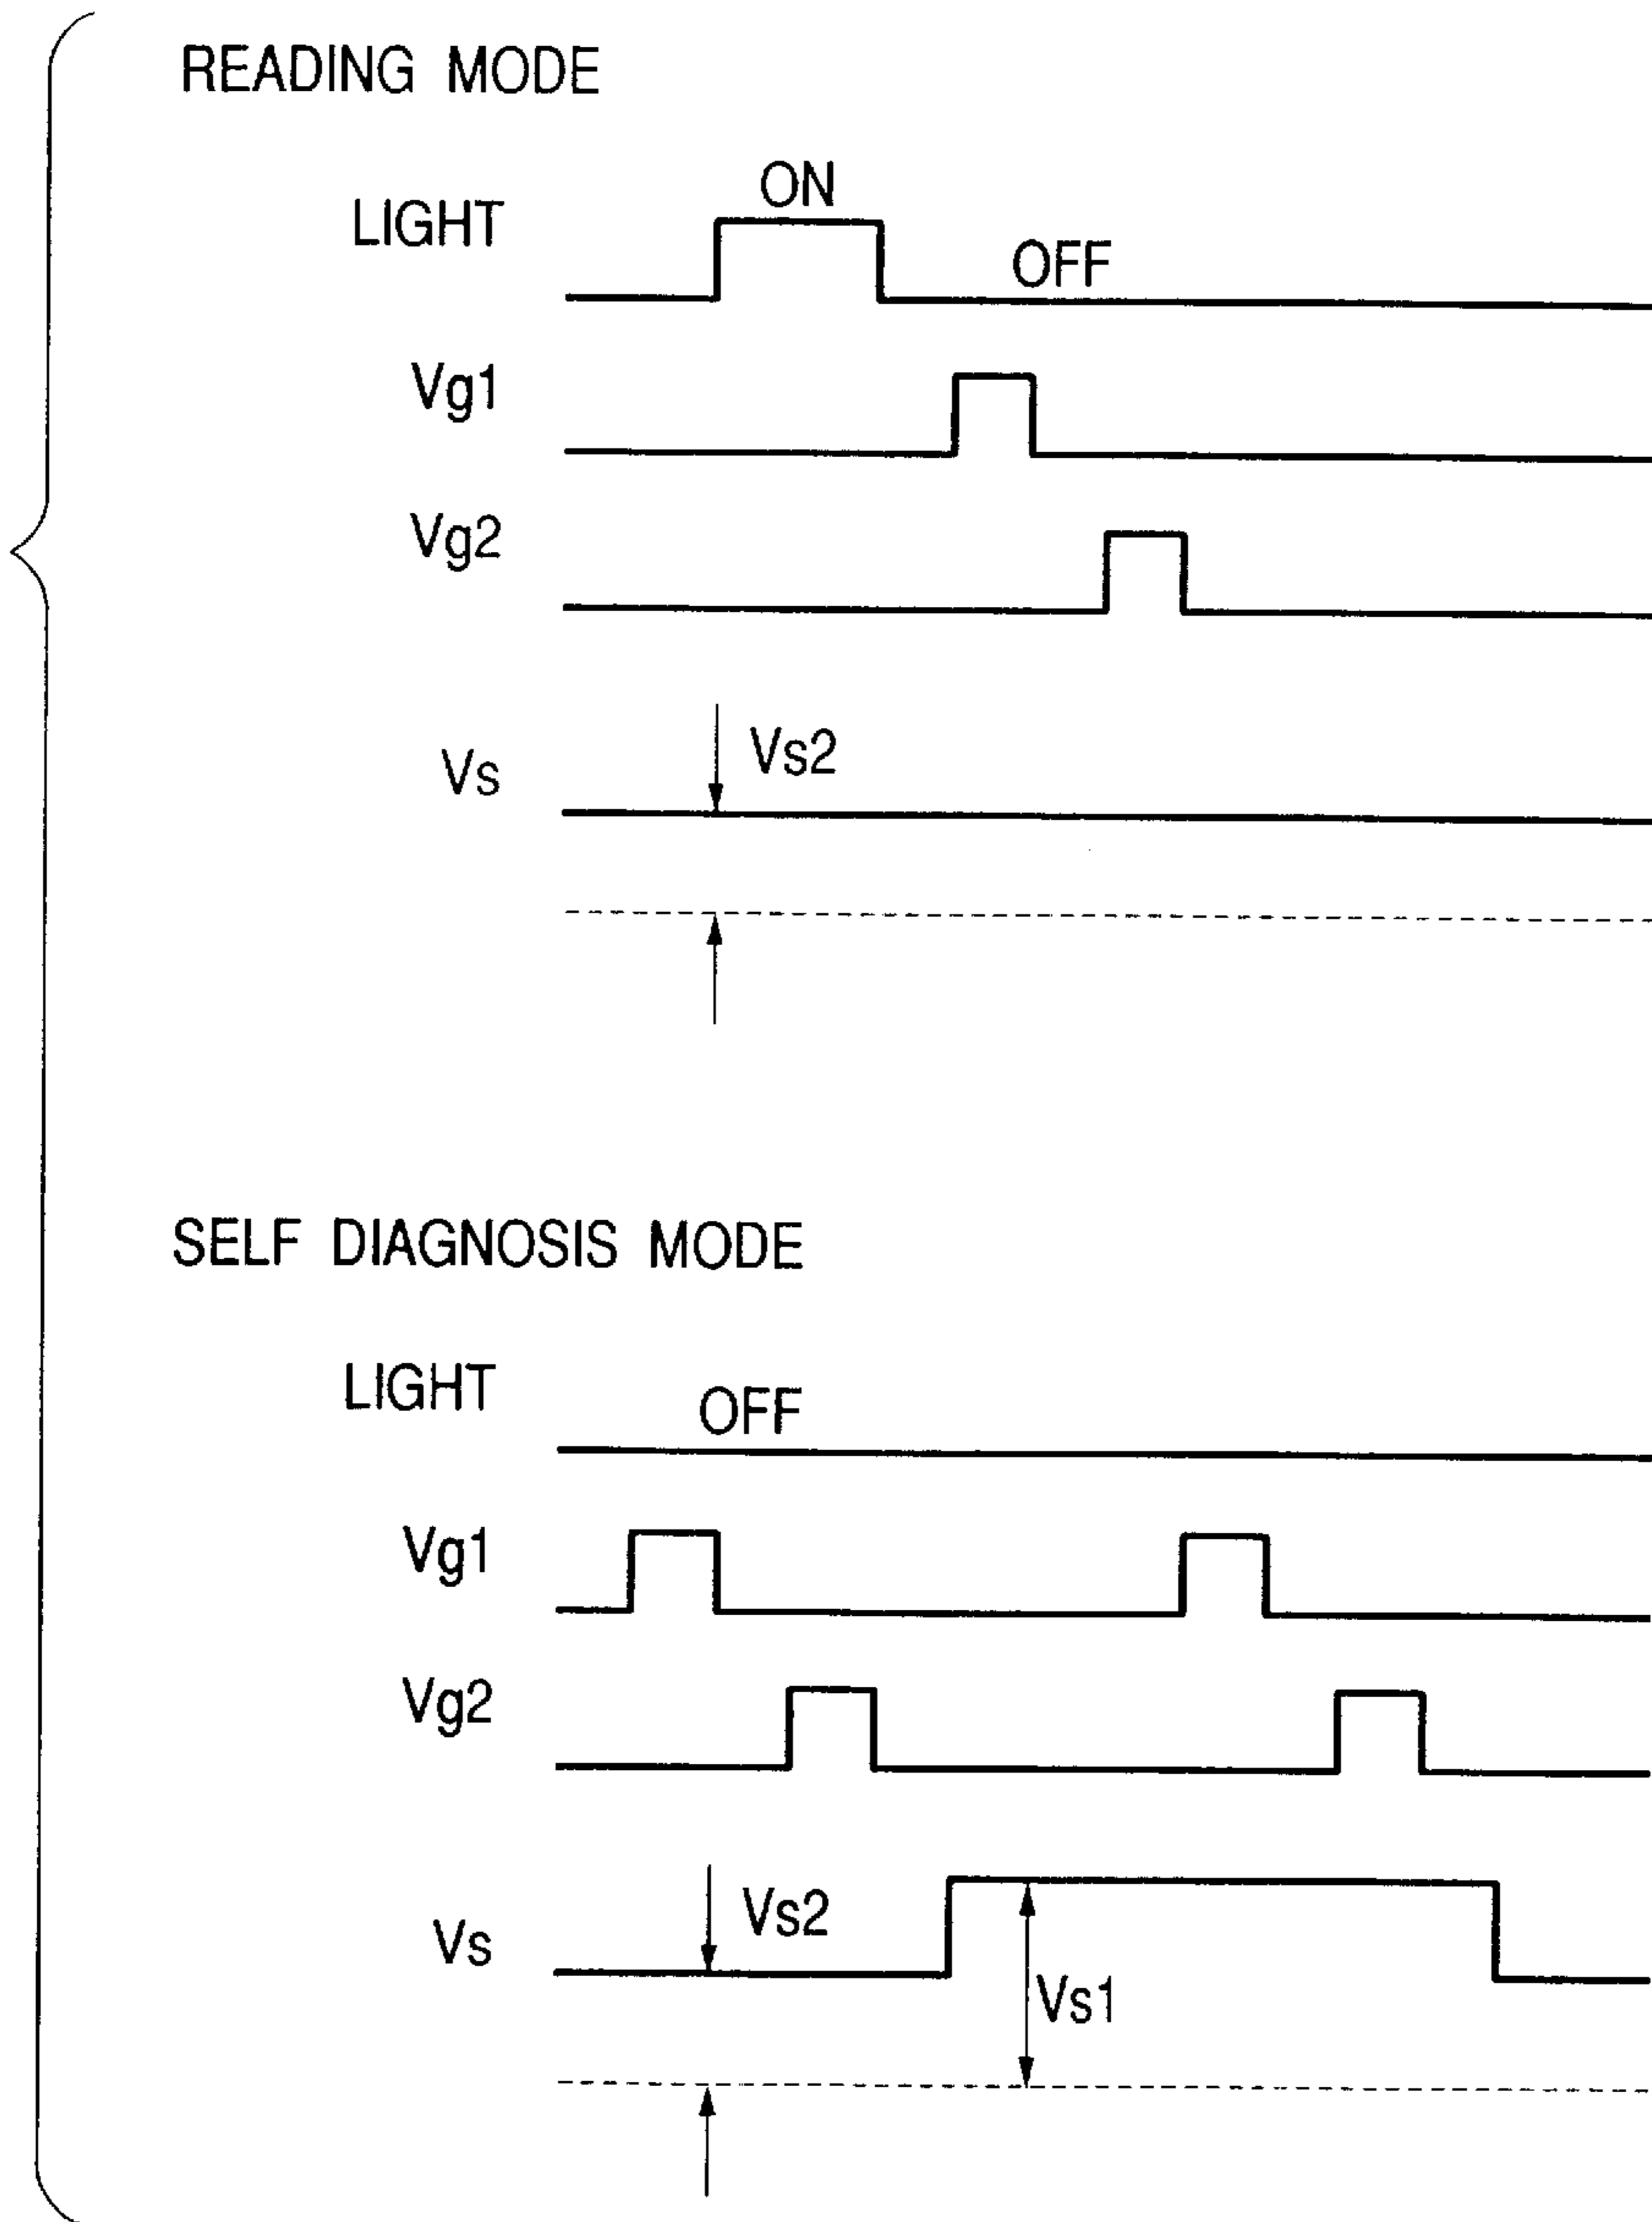 READING MODE
LIGHT
ON
OFF
Vg1
Vg2
Vs
Vs2
SELF DIAGNOSIS MODE
LIGHT
OFF
Vg1
Vg2
Vs
Vs2
Vs1